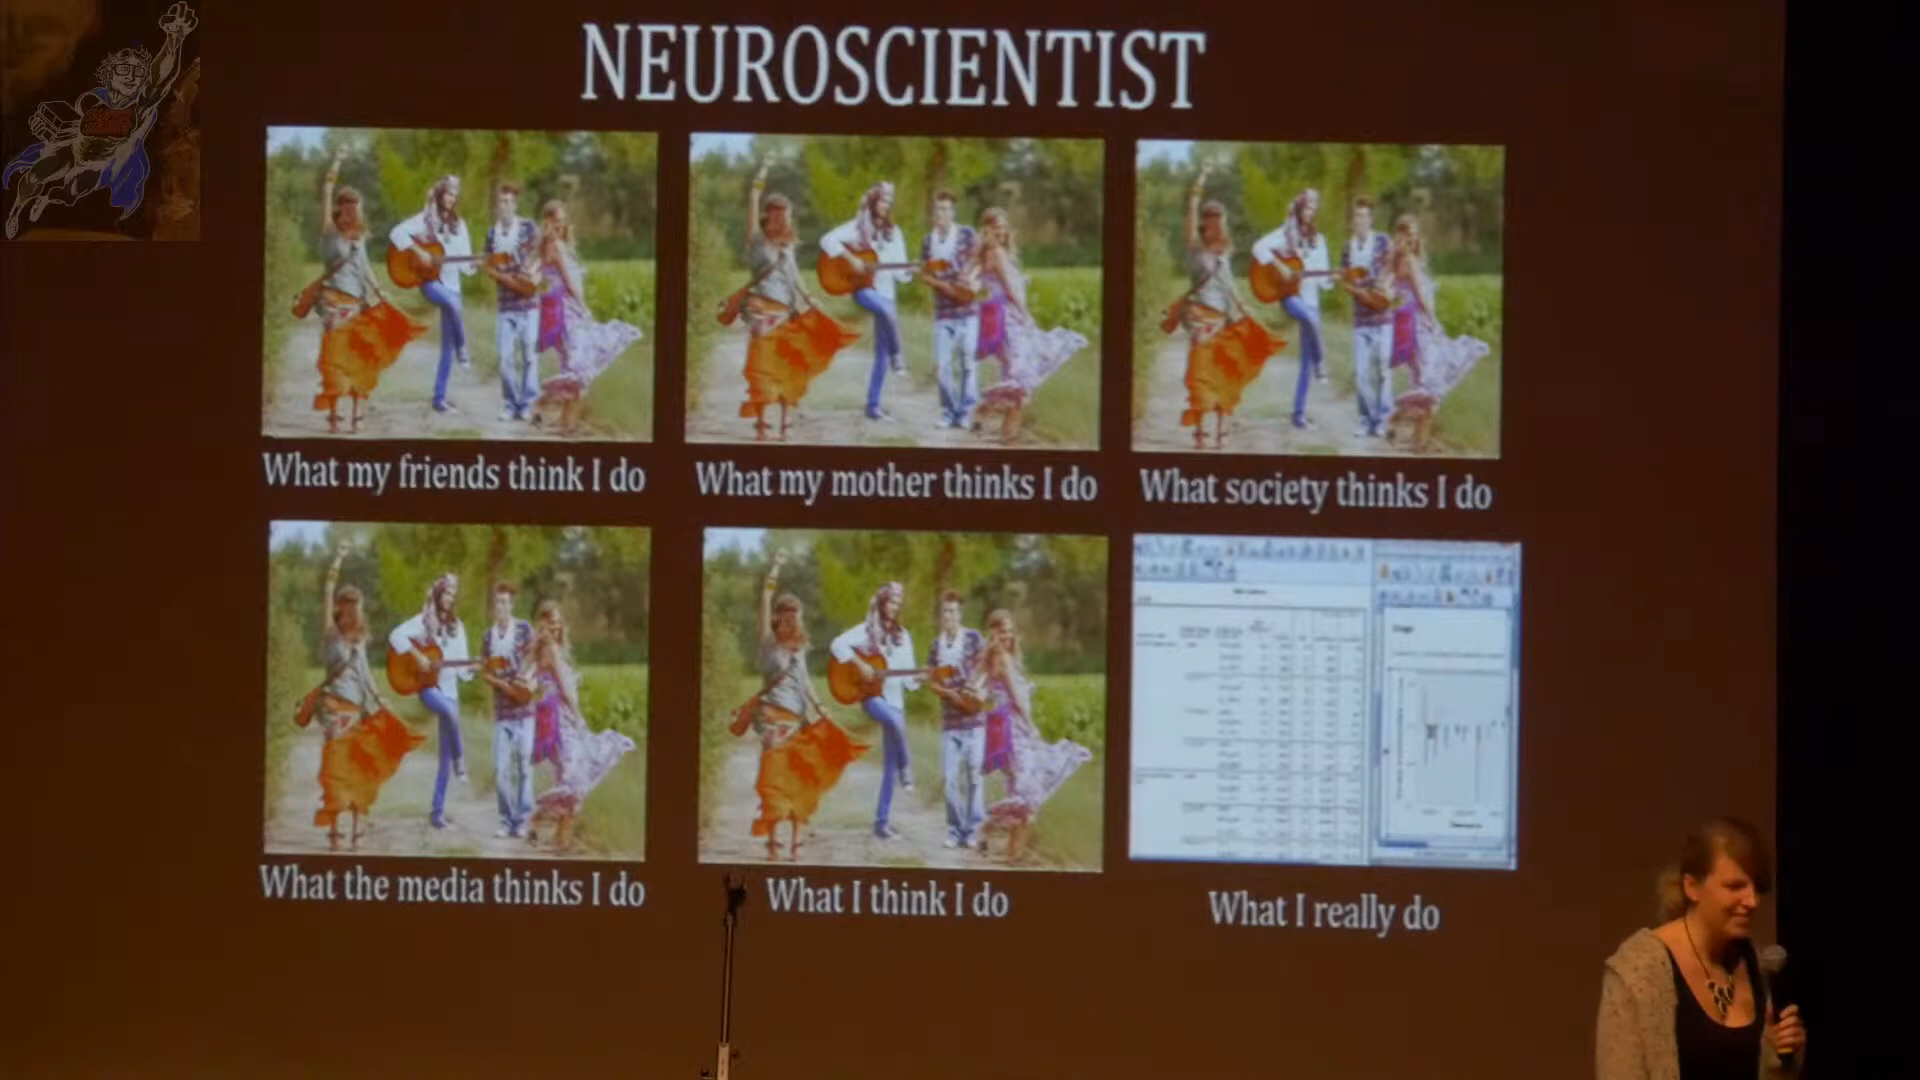 NEUROSCIENTIST
What my friends think I do
What my mother thinks I do
What society thinks I do
What the media thinks I do
What I think I do
What I really do